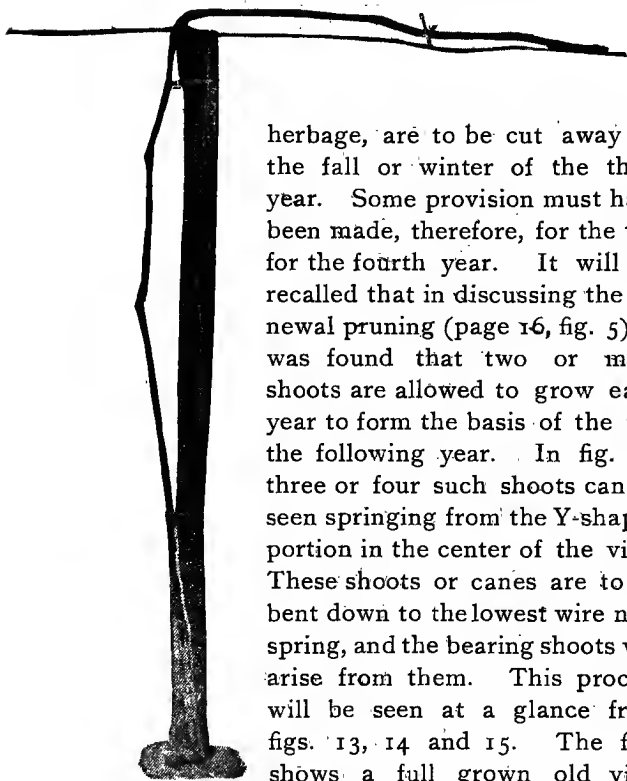 herbage, are to be cut away
the fall or winter of the th
year. Some provision must ha
been made, therefore, for the
for the fourth year. It will
recalled that in discussing the
newal pruning (page 16, fig. 5)
was found that two or m
shoots are allowed to grow ea
year to form the basis of the
the following year. In fig.
three or four such shoots can
seen springing from the Y-shap
portion in the center of the vi
These shoots or canes are to
bent down to the lowest wire n
spring, and the bearing shoots
arise from them. This proc
will be seen at a glance fr
figs. 13, 14 and 15. The f
shows a full grown old vi